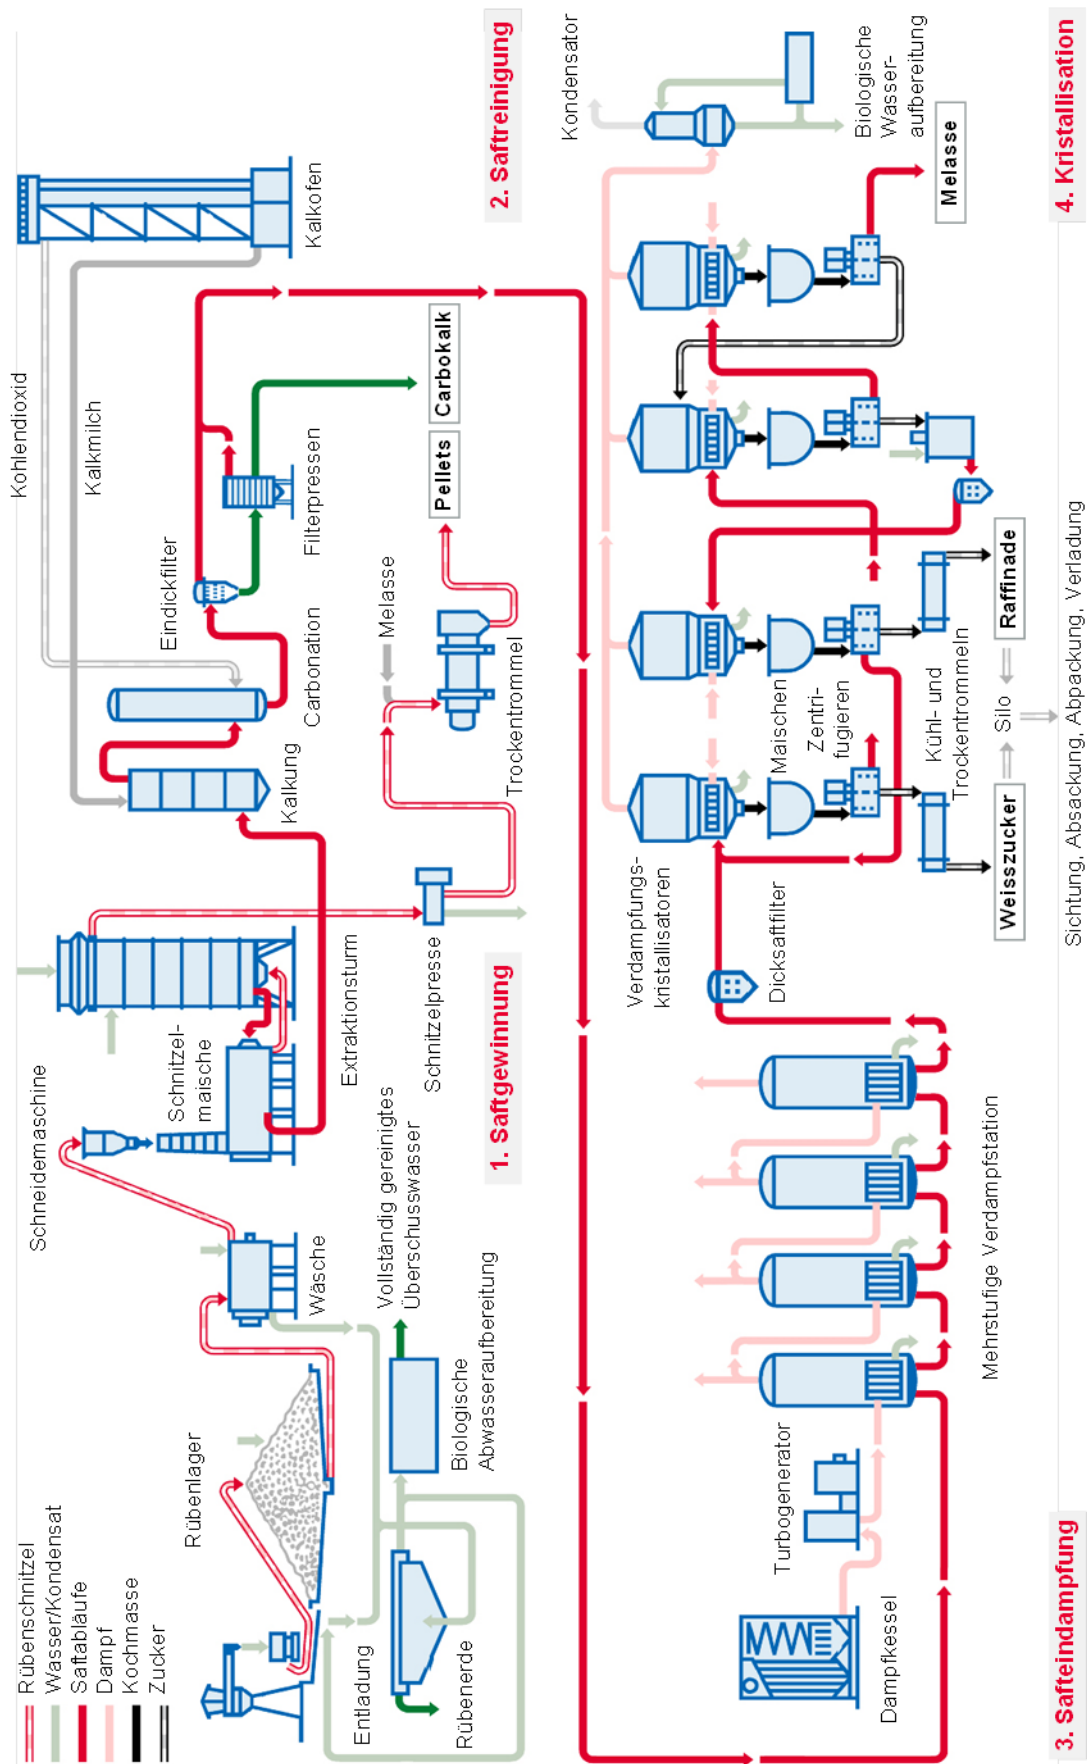 Rübenschnitzel
Wasser/Kondensat
Saftabläufe
Dampf
Kochmasse
Zucker
Entladung
Rübenerde
Rübenlager
Biologische
Abwasseraufbereitung
Vollständig gereinigtes
Überschusswasser
Wäsche
Schneidemaschine
Schnitzel-
maische
Extraktionsturm
Schnitzelpresse
1. Saftgewinnung
Kohlendioxid
Kalkmilch
Kalkung
Carbonation
Eindickfilter
Filterpressen
Kalkofen
Trockentrommel
Melasse
Pellets
Carbokalk
2. Saftreinigung
Dampfkessel
Turbogenerator
Mehrstufige Verdampfstation
3. Safteindampfung
Dicksaftfilter
Verdampfungs-
kristallisatoren
Maischen
Zentri-
fugieren
Kühl- und
Trockentrommeln
Weisszucker
Silo
Raffinade
Sichtung, Absackung, Abpackung, Verladung
Kondensator
Biologische
Wasser-
aufbereitung
Melasse
4. Kristallisation